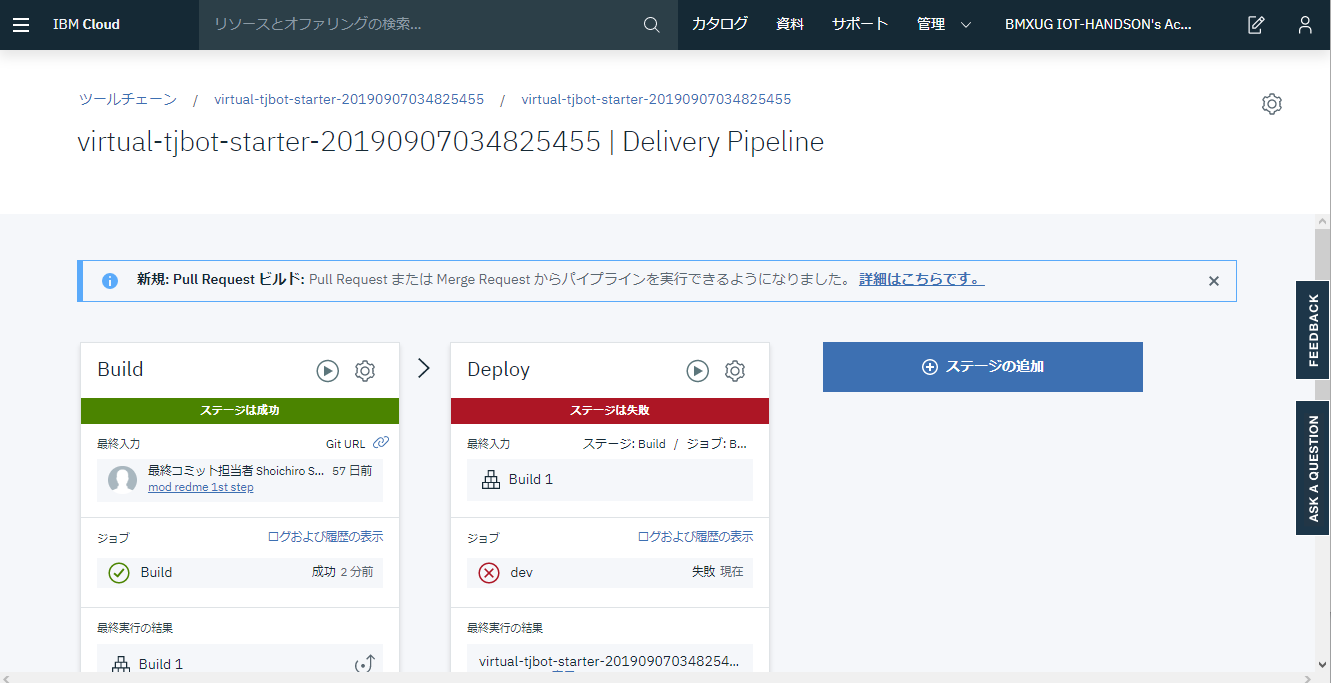 IBM Cloud
リソースとオファリングの検索...
カタログ
資料
サポート
管理
BMXUG IOT-HANDSON's Ac...
ツールチェーン / virtual-tjbot-starter-20190907034825455 / virtual-tjbot-starter-20190907034825455
virtual-tjbot-starter-20190907034825455 | Delivery Pipeline
新規: Pull Request ビルド: Pull Request または Merge Request からパイプラインを実行できるようになりました。 詳細はこちらです。
Build
ステージは成功
最終入力 Git URL
最終コミット担当者 Shoichiro S... 57 日前
mod redme 1st step
ジョブ ログおよび履歴の表示
Build 成功 2 分前
最終実行の結果
Build 1
Deploy
ステージは失敗
最終入力 ステージ: Build / ジョブ: B...
Build 1
ジョブ ログおよび履歴の表示
dev 失敗 現在
最終実行の結果
virtual-tjbot-starter-201909070348254...
ステージの追加
FEEDBACK
ASK A QUESTION